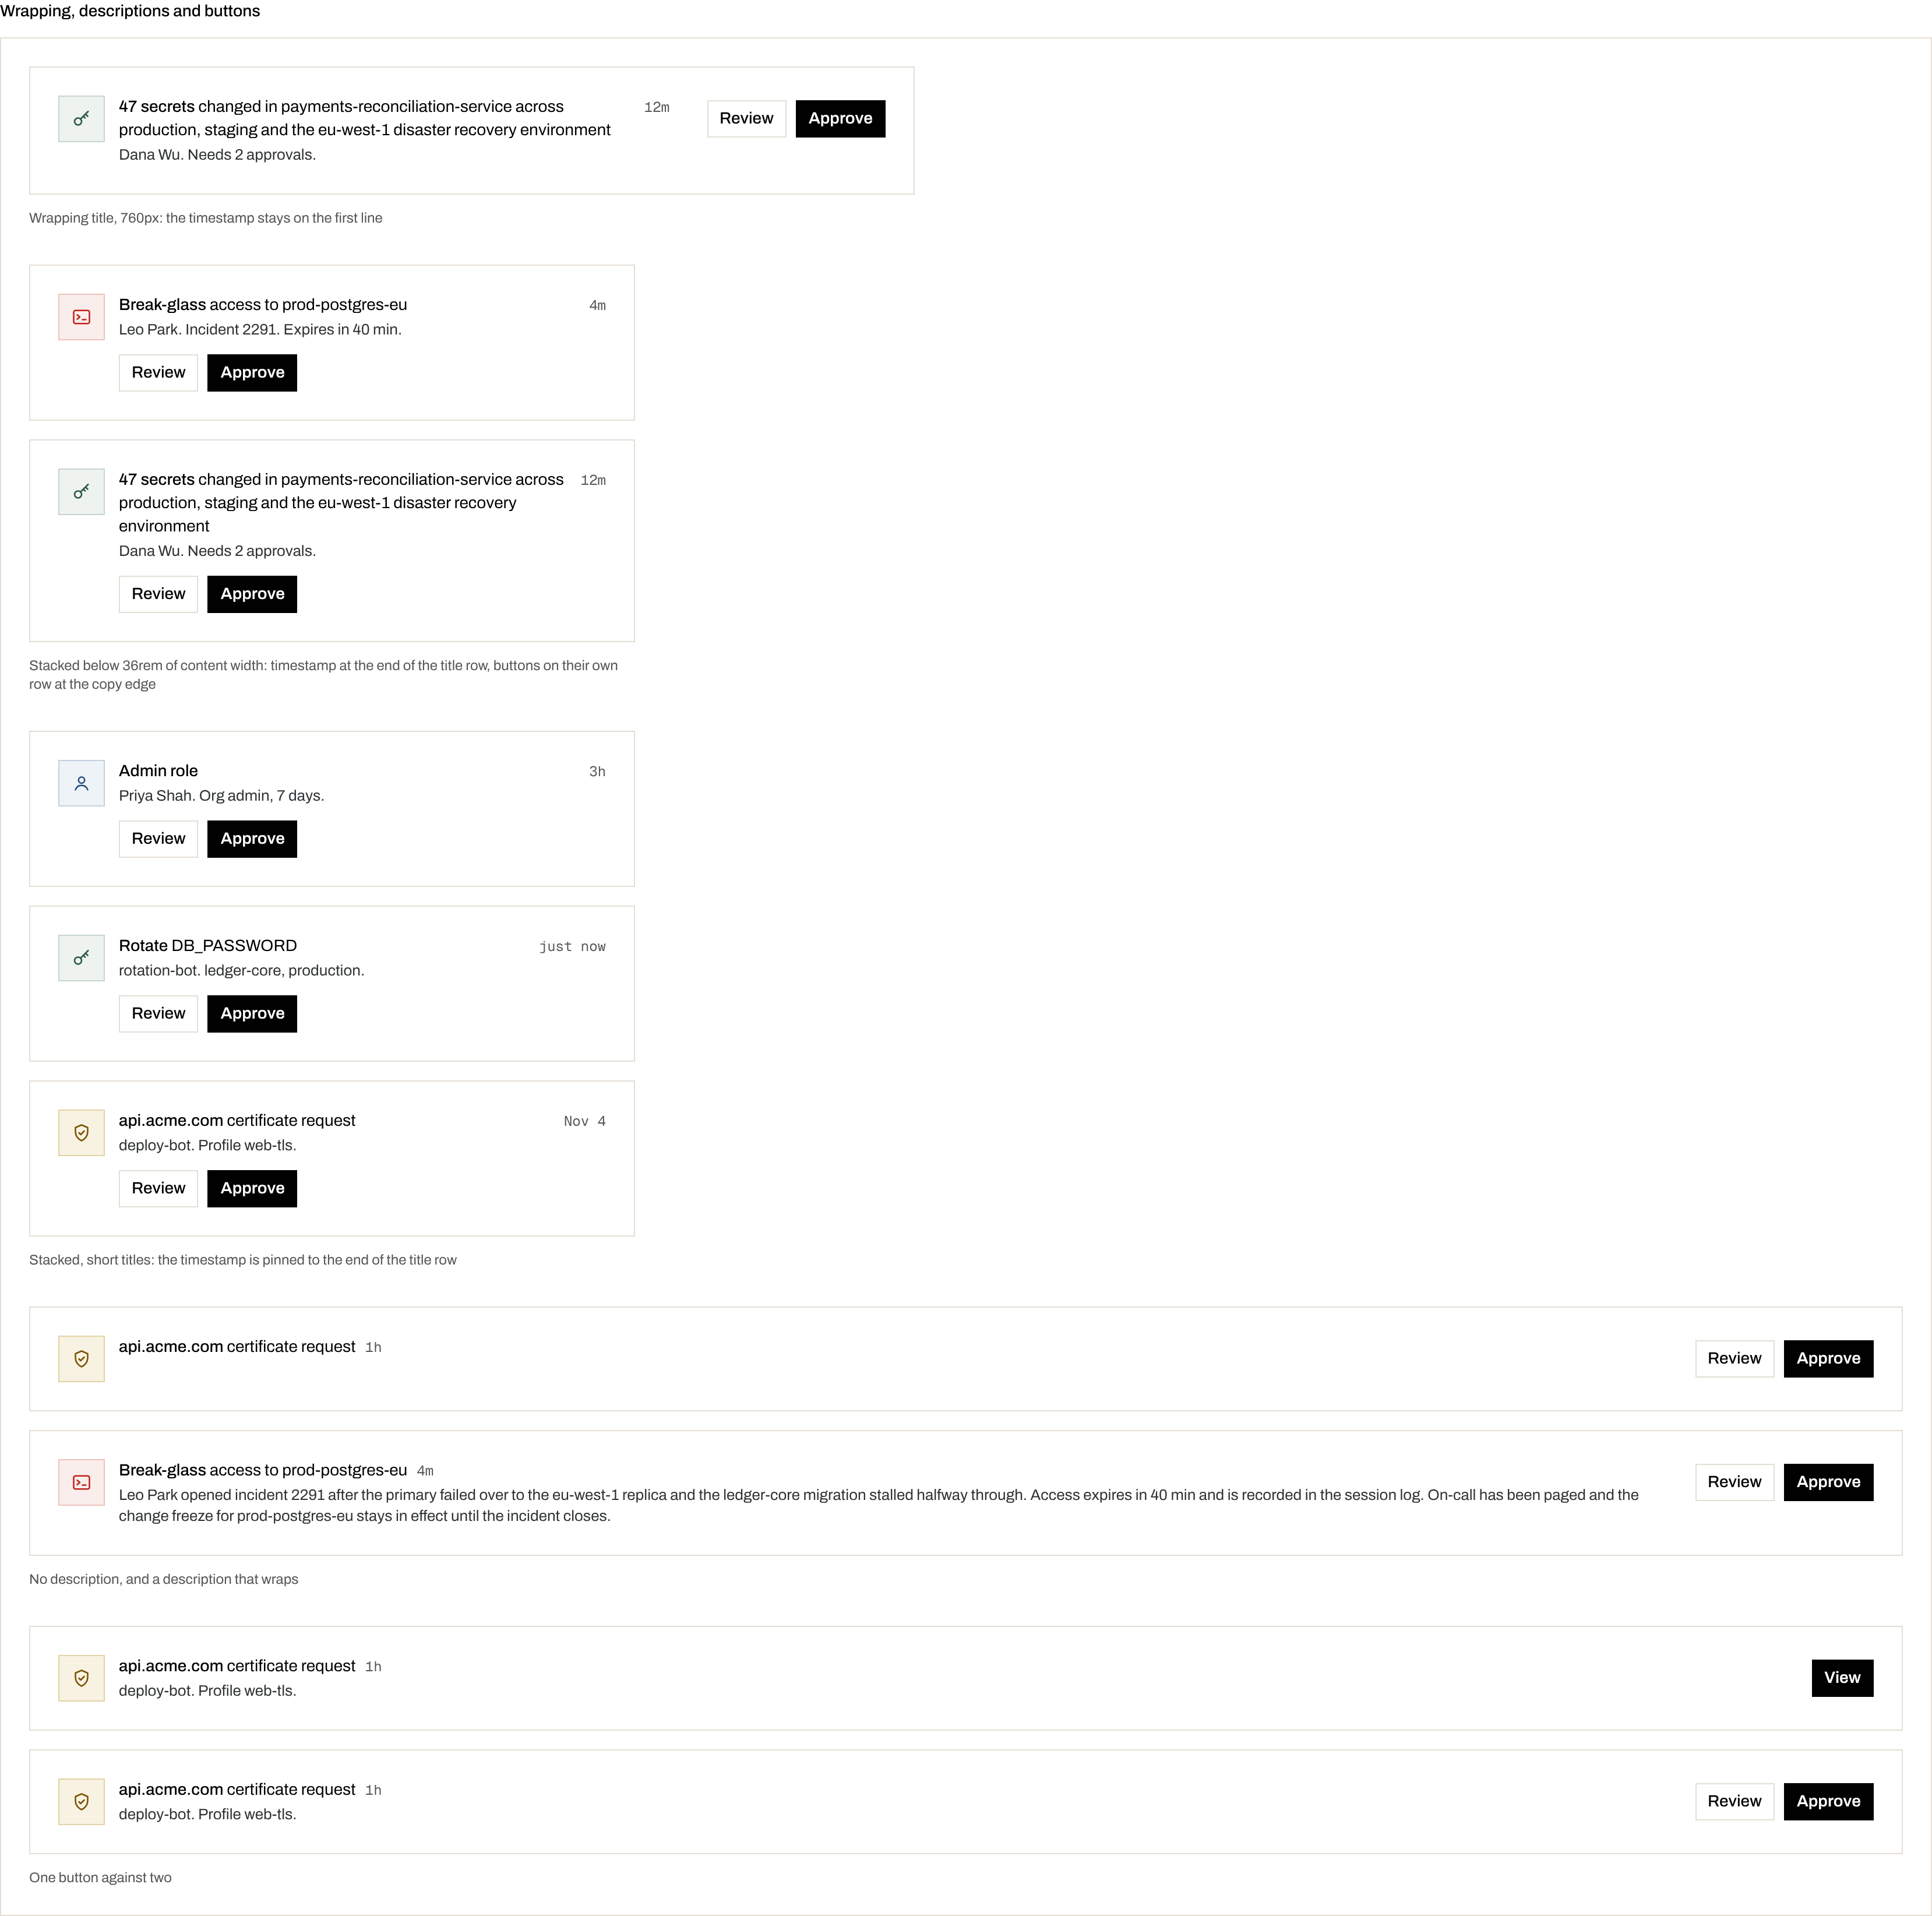 Wrapping, descriptions and buttons
47 secrets changed in payments-reconciliation-service across 12m
production, staging and the eu-west-1 disaster recovery environment
Dana Wu. Needs 2 approvals.
Review Approve
Wrapping title, 760px: the timestamp stays on the first line
Break-glass access to prod-postgres-eu 4m
Leo Park. Incident 2291. Expires in 40 min.
Review Approve
47 secrets changed in payments-reconciliation-service across 12m
production, staging and the eu-west-1 disaster recovery
environment
Dana Wu. Needs 2 approvals.
Review Approve
Stacked below 36rem of content width: timestamp at the end of the title row, buttons on their own
row at the copy edge
Admin role 3h
Priya Shah. Org admin, 7 days.
Review Approve
Rotate DB_PASSWORD just now
rotation-bot. ledger-core, production.
Review Approve
api.acme.com certificate request Nov 4
deploy-bot. Profile web-tls.
Review Approve
Stacked, short titles: the timestamp is pinned to the end of the title row
api.acme.com certificate request 1h
Review Approve
Break-glass access to prod-postgres-eu 4m
Leo Park opened incident 2291 after the primary failed over to the eu-west-1 replica and the ledger-core migration stalled halfway through. Access expires in 40 min and is recorded in the session log. On-call has been paged and the
change freeze for prod-postgres-eu stays in effect until the incident closes.
Review Approve
No description, and a description that wraps
api.acme.com certificate request 1h
deploy-bot. Profile web-tls.
View
api.acme.com certificate request 1h
deploy-bot. Profile web-tls.
Review Approve
One button against two